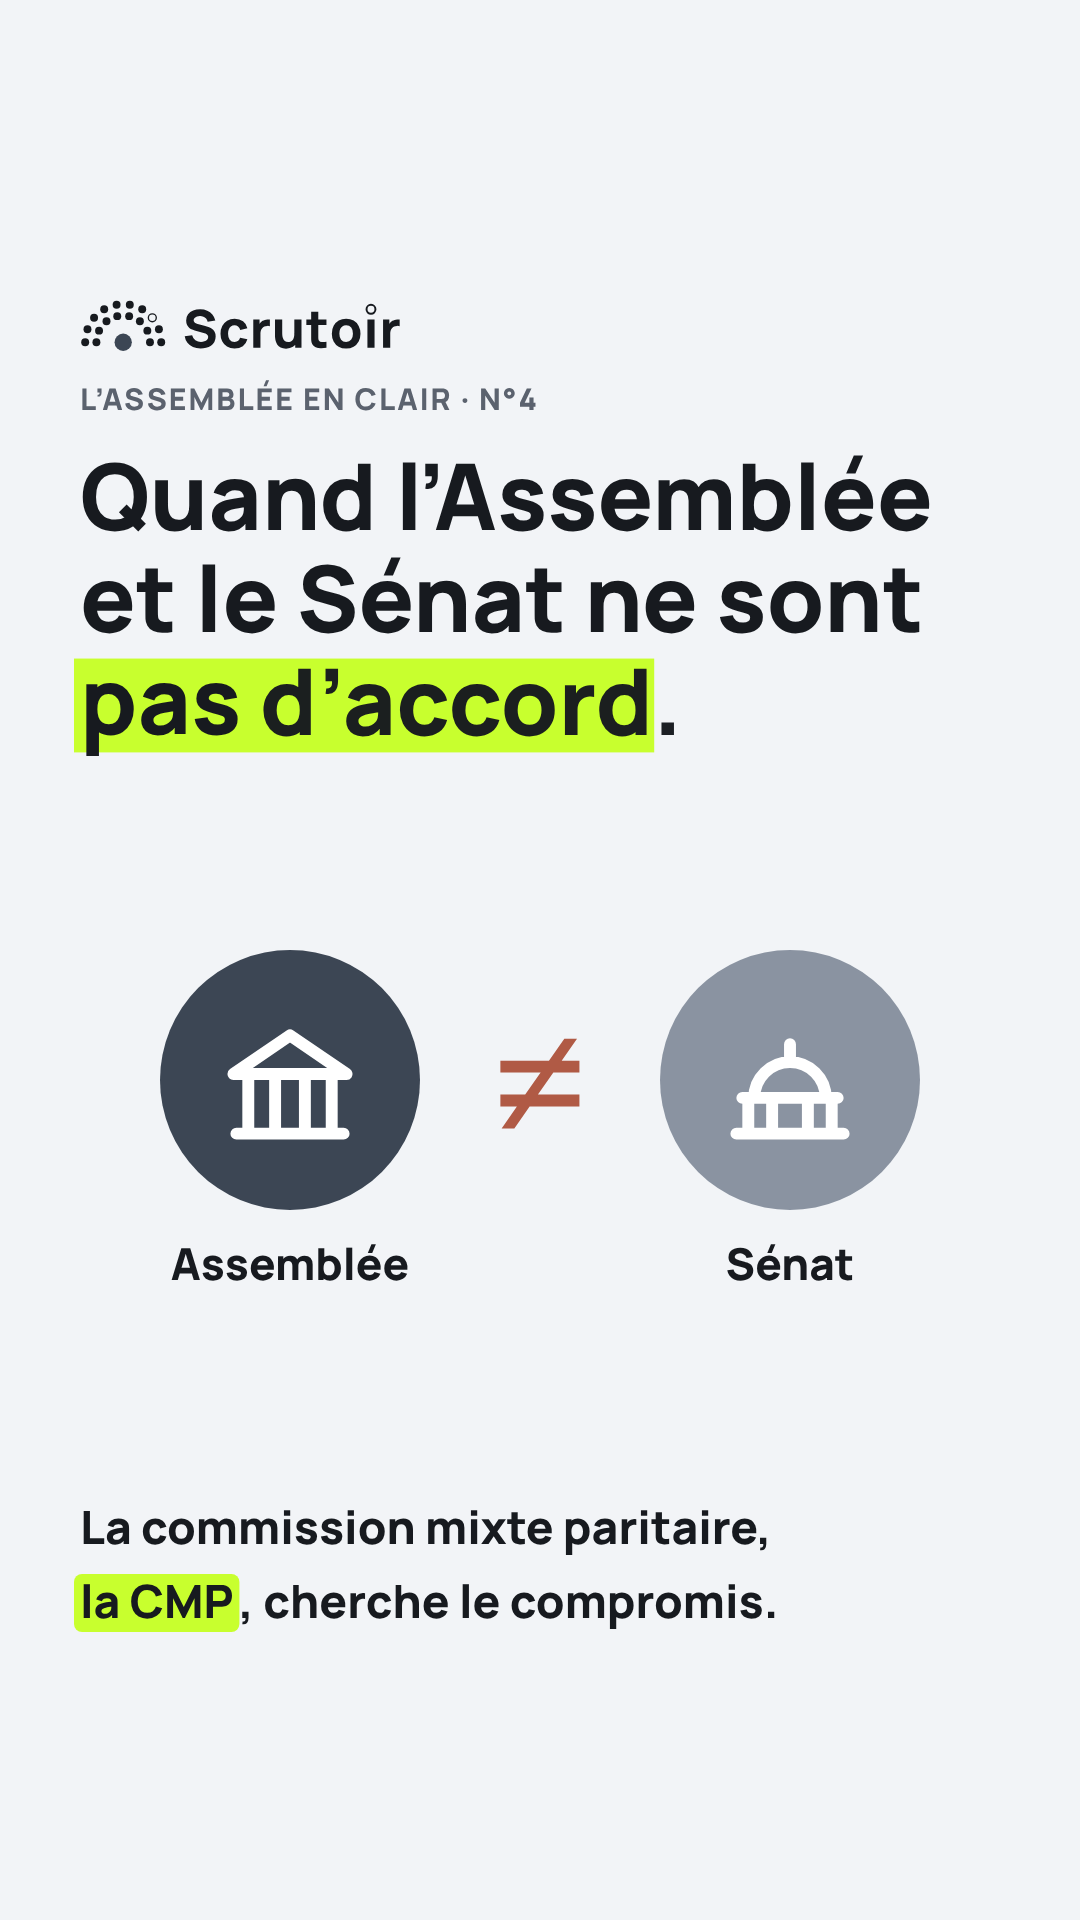 Scrutoir
L’ASSEMBLÉE EN CLAIR · N°4
Quand l’Assemblée
et le Sénat ne sont
pas d’accord.
≠
Assemblée
Sénat
La commission mixte paritaire,
la CMP, cherche le compromis.